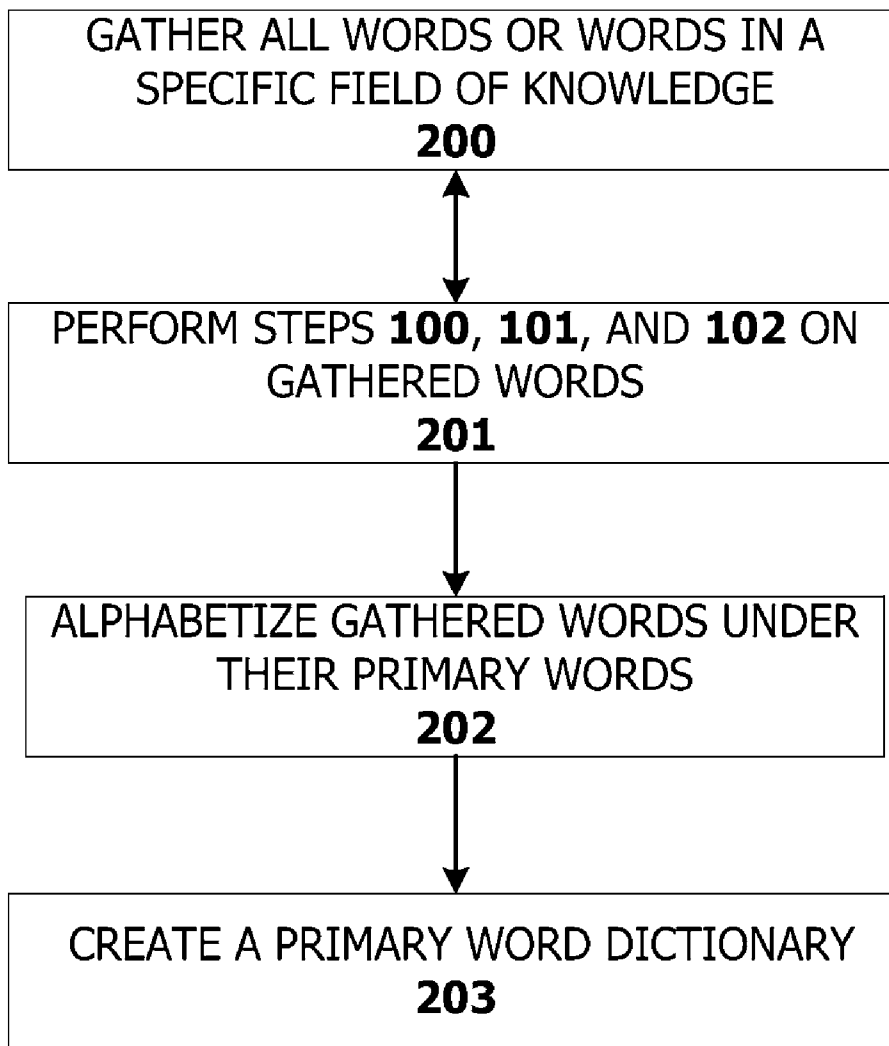 GATHER ALL WORDS OR WORDS IN A
SPECIFIC FIELD OF KNOWLEDGE
200
PERFORM STEPS 100, 101, AND 102 ON
GATHERED WORDS
201
ALPHABETIZE GATHERED WORDS UNDER
THEIR PRIMARY WORDS
202
CREATE A PRIMARY WORD DICTIONARY
203